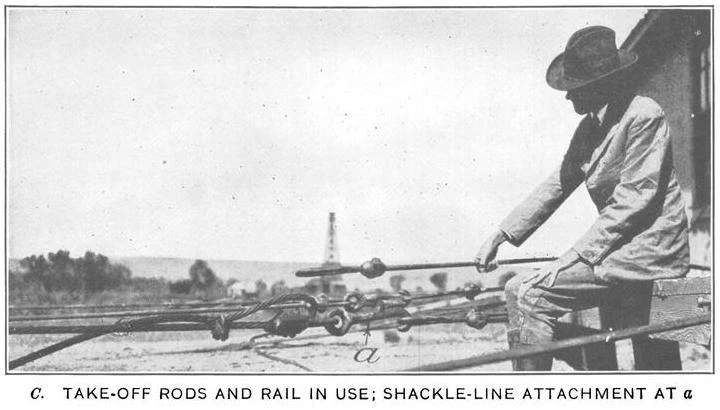 a
C. TAKE-OFF RODS AND RAIL IN USE; SHACKLE-LINE ATTACHMENT AT a